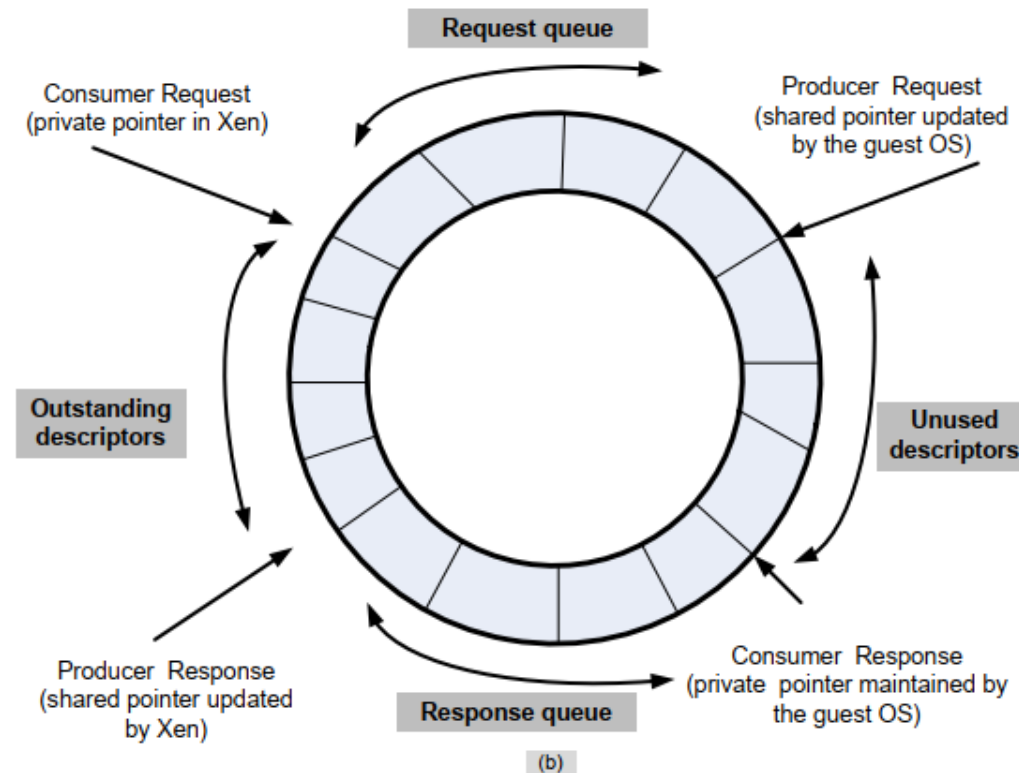 Request queue
Consumer Request
(private pointer in Xen)
Producer Request
(shared pointer updated
by the guest OS)
Outstanding
descriptors
Unused
descriptors
Producer Response
(shared pointer updated
by Xen)
Response queue
Consumer Response
(private pointer maintained by
the guest OS)
(b)